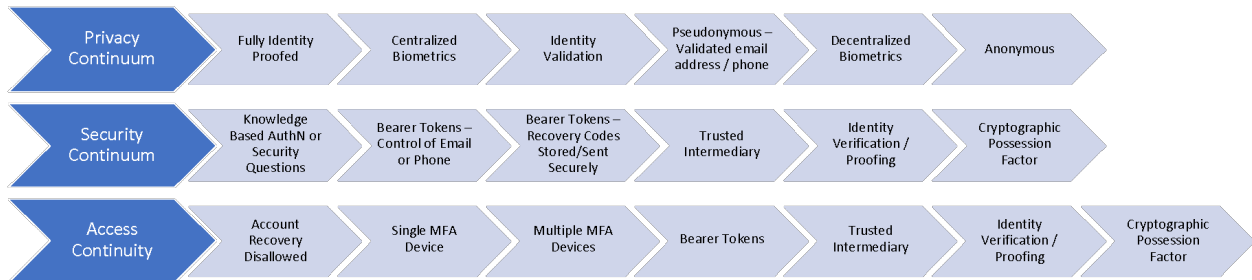 Privacy
Continuum
Fully Identity
Proofed
Centralized
Biometrics
Identity
Validation
Pseudonymous –
Validated email
address / phone
Decentralized
Biometrics
Anonymous
Security
Continuum
Knowledge
Based AuthN or
Security
Questions
Bearer Tokens –
Control of Email
or Phone
Bearer Tokens –
Recovery Codes
Stored/Sent
Securely
Trusted
Intermediary
Identity
Verification /
Proofing
Cryptographic
Possession
Factor
Access
Continuity
Account
Recovery
Disallowed
Single MFA
Device
Multiple MFA
Devices
Bearer Tokens
Trusted
Intermediary
Identity
Verification /
Proofing
Cryptographic
Possession
Factor